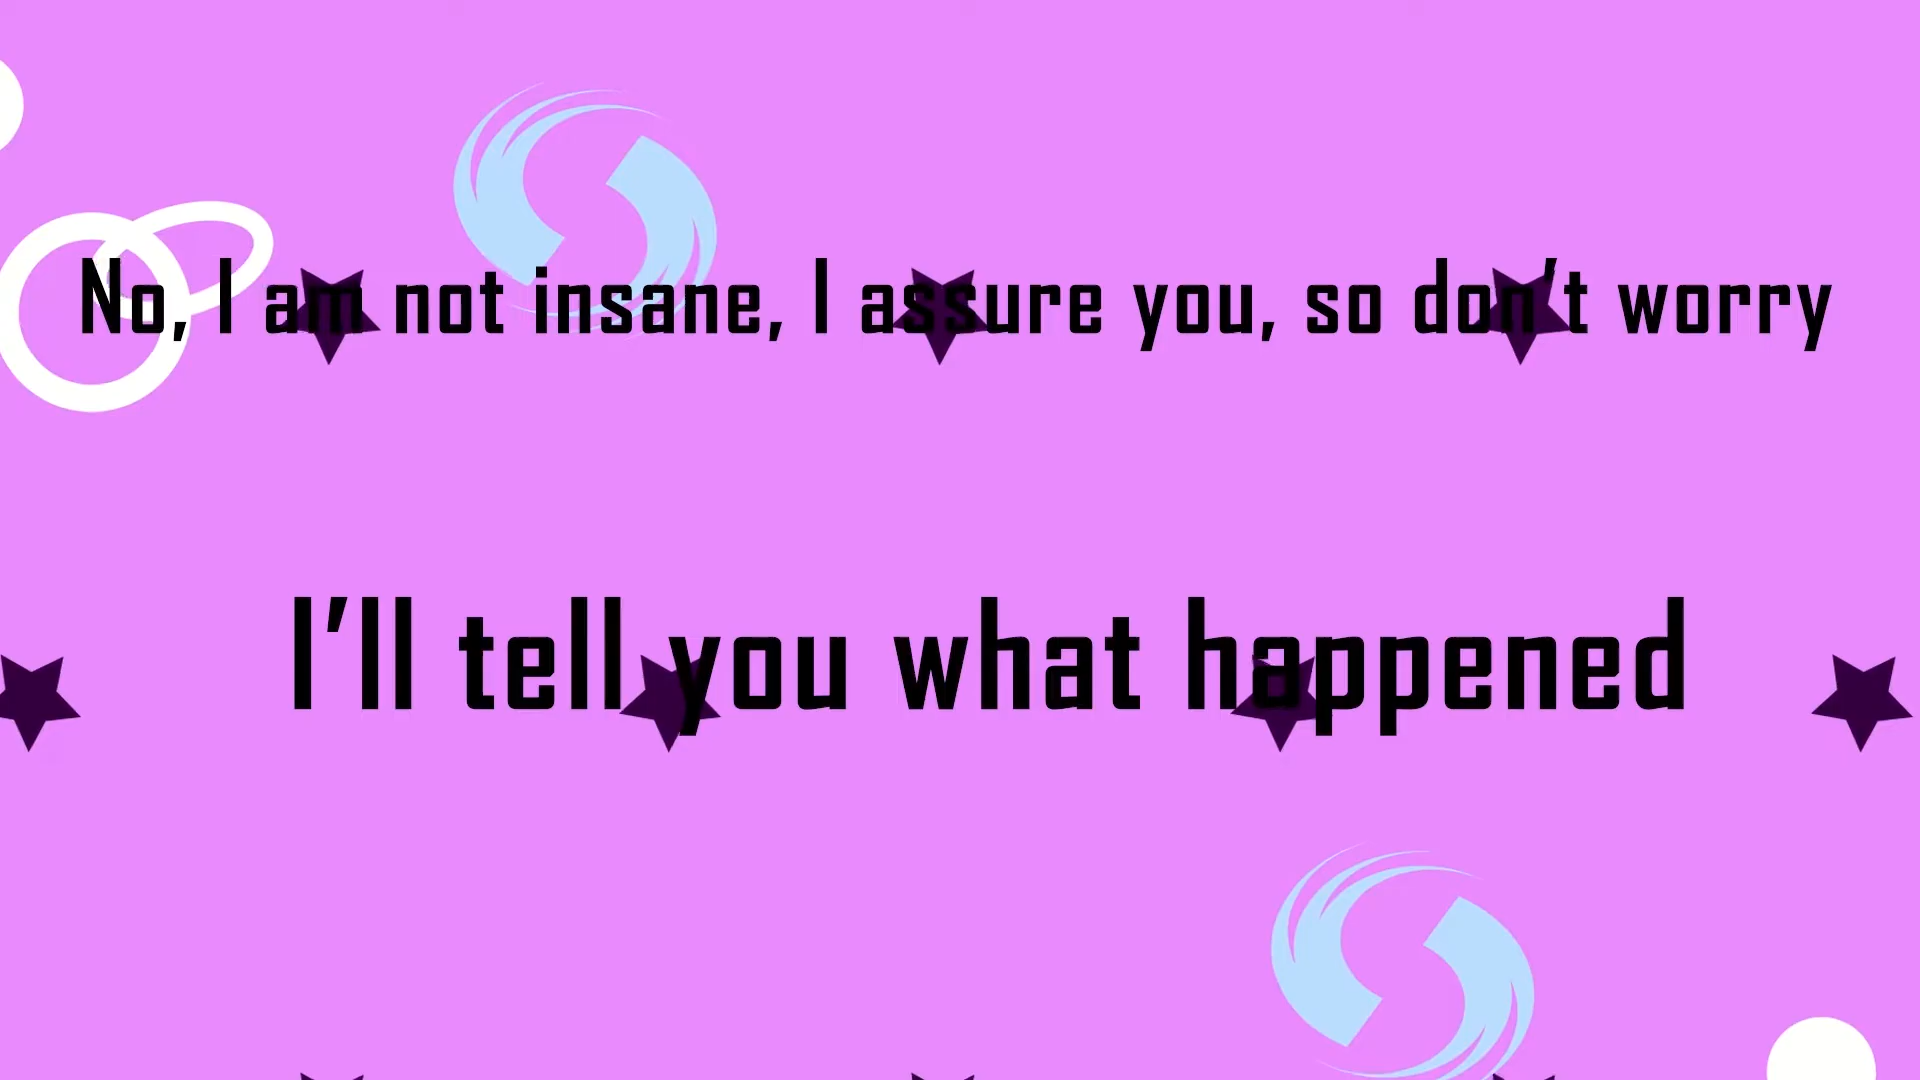 No, I am not insane, I assure you, so don’t worry
I’ll tell you what happened